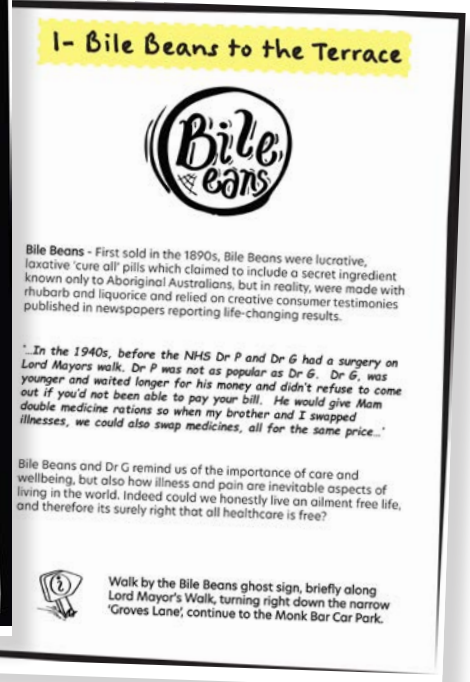 1- Bile Beans to the Terrace
Bile
eans
Bile Beans - First sold in the 1890s, Bile Beans were lucrative,
laxative 'cure all' pills which claimed to include a secret ingredient
known only to Aboriginal Australians, but in reality, were made with
rhubarb and liquorice and relied on creative consumer testimonies
published in newspapers reporting life-changing results.
'...In the 1940s, before the NHS Dr P and Dr G had a surgery on
Lord Mayors walk. Dr P was not as popular as Dr G. Dr G, was
younger and waited longer for his money and didn't refuse to come
out if you'd not been able to pay your bill. He would give Mam
double medicine rations so when my brother and I swapped
illnesses, we could also swap medicines, all for the same price...'
Bile Beans and Dr G remind us of the importance of care and
wellbeing, but also how illness and pain are inevitable aspects of
living in the world. Indeed could we honestly live an ailment free life,
and therefore its surely right that all healthcare is free?
i
Walk by the Bile Beans ghost sign, briefly along
Lord Mayor's Walk, turning right down the narrow
'Groves Lane', continue to the Monk Bar Car Park.